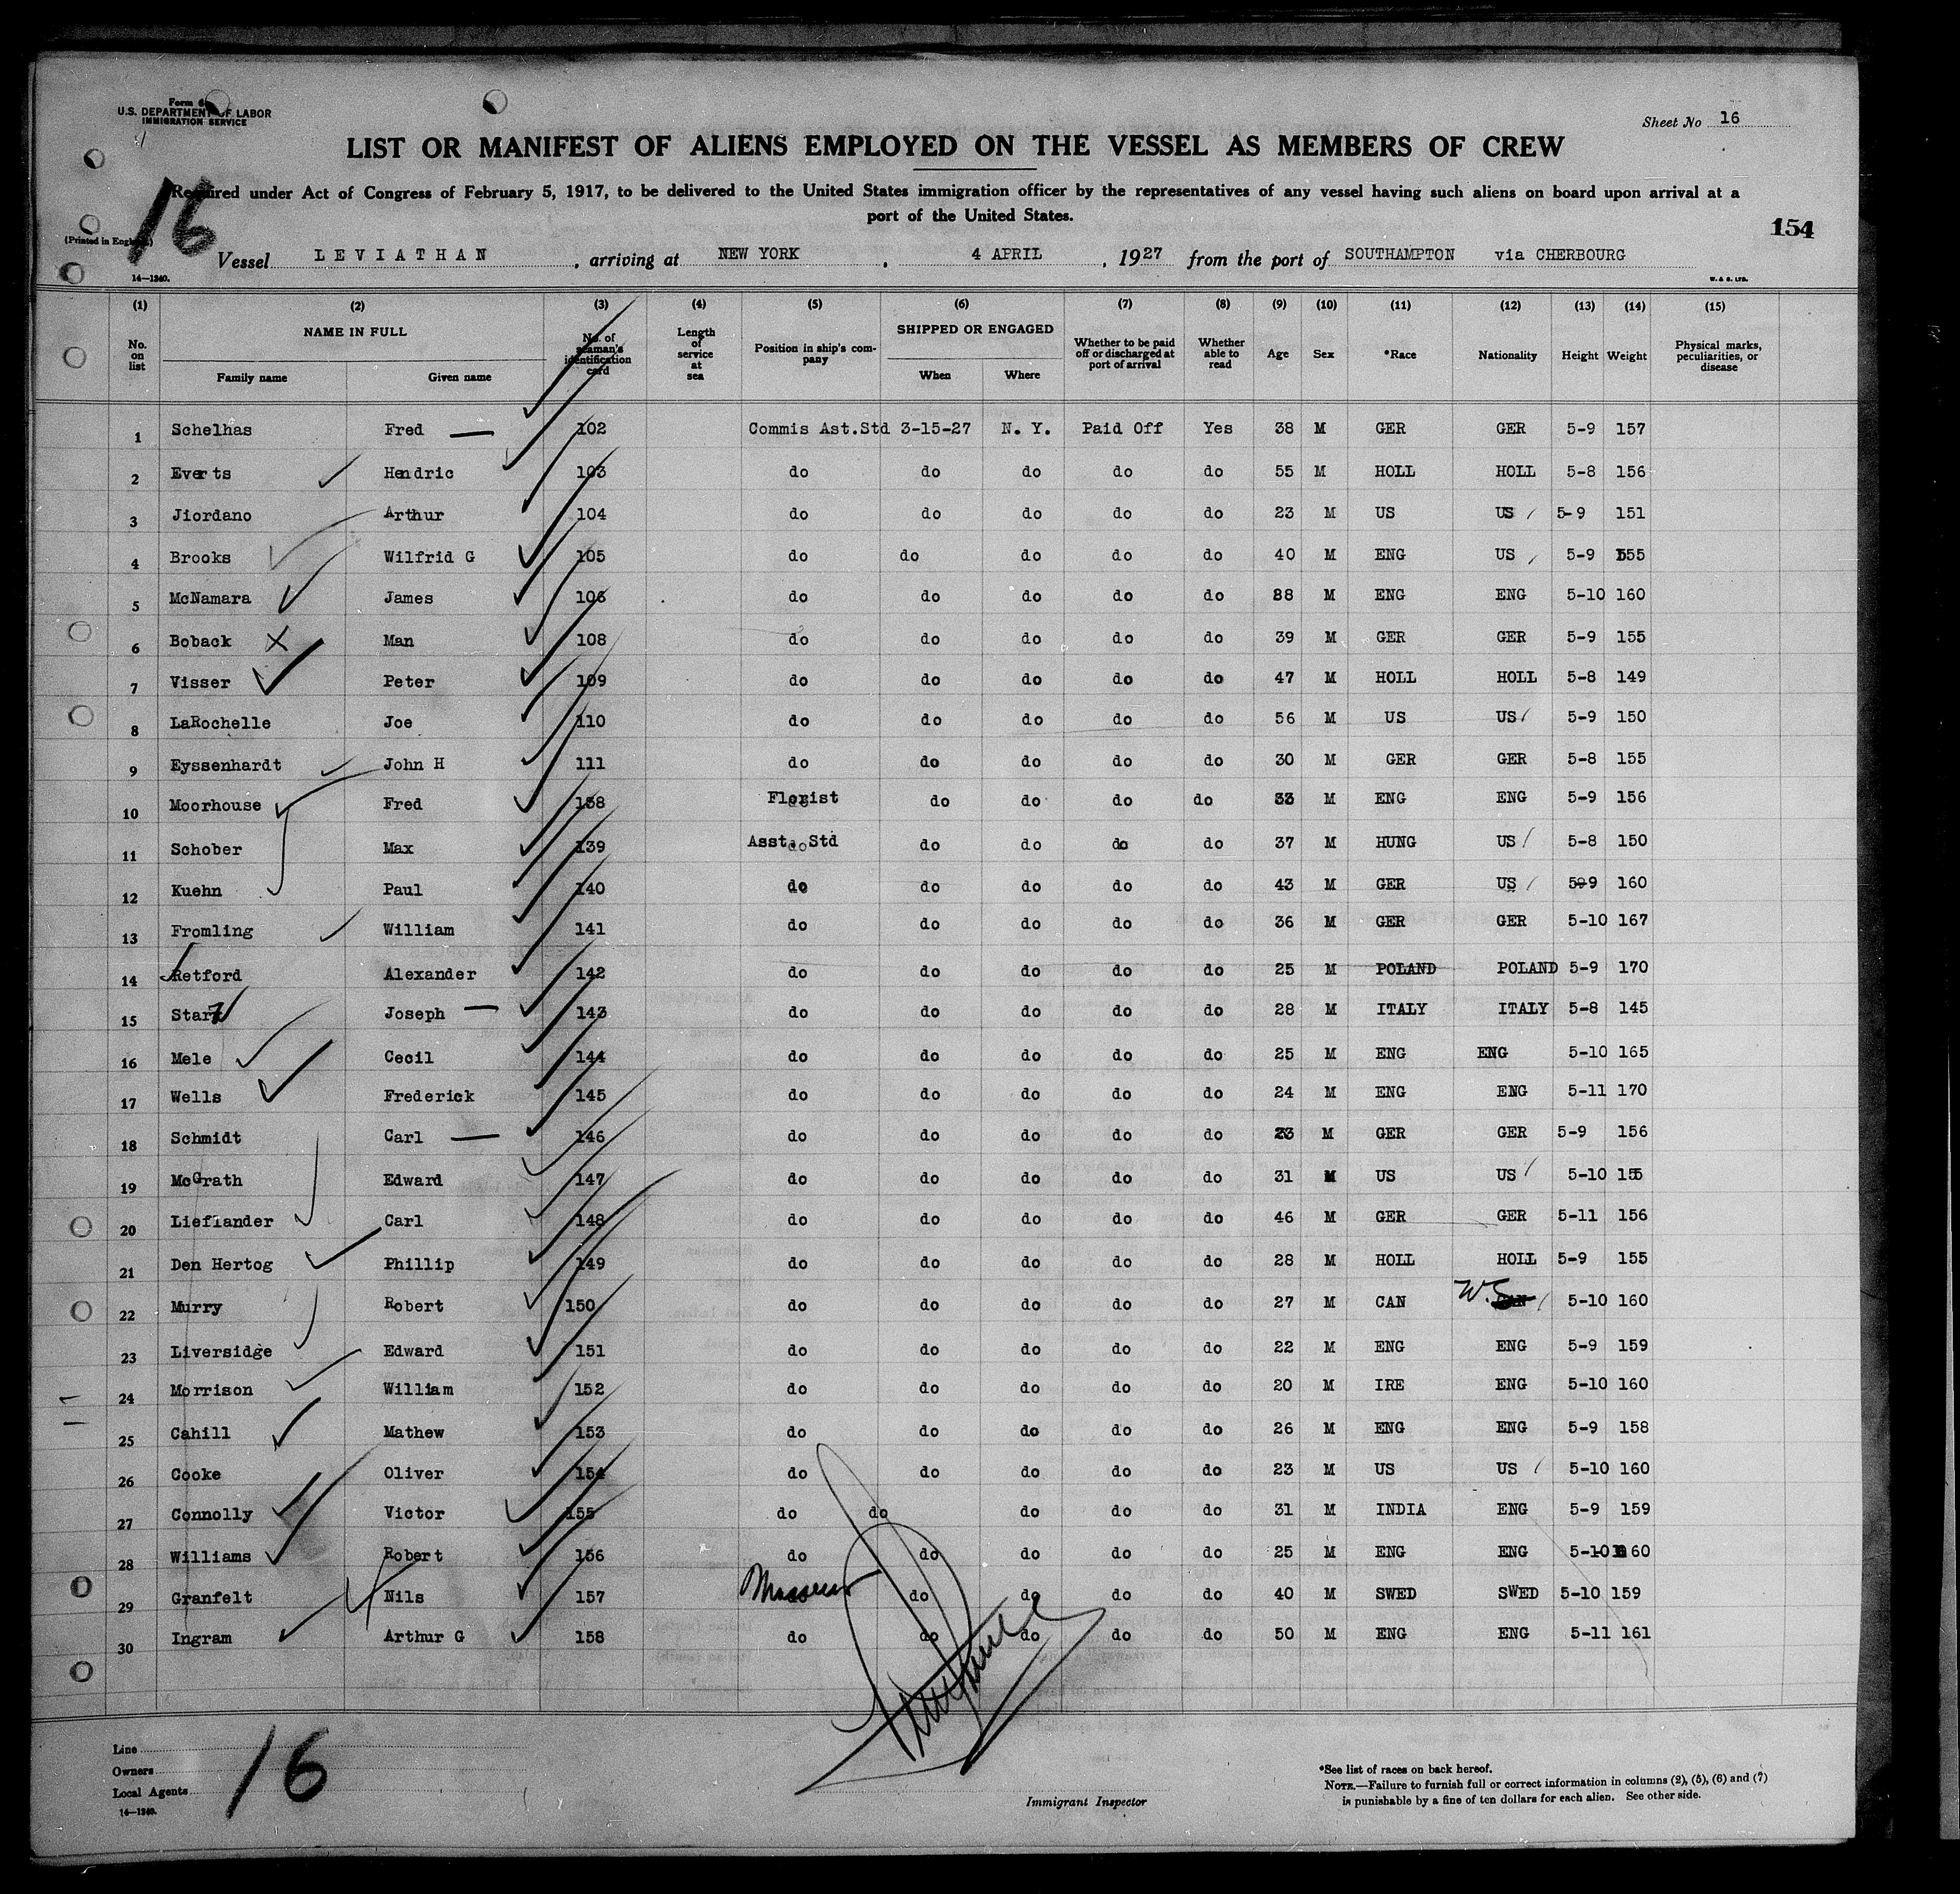 Form 6
U.S. DEPARTMENT OF LABOR
IMMIGRATION SERVICE
Sheet No 16
LIST OR MANIFEST OF ALIENS EMPLOYED ON THE VESSEL AS MEMBERS OF CREW
Required under Act of Congress of February 5, 1917, to be delivered to the United States immigration officer by the representatives of any vessel having such aliens on board upon arrival at a
port of the United States.
16
154
(Printed in England.)
Vessel LEVIATHAN, arriving at NEW YORK, 4 APRIL, 1927 from the port of SOUTHAMPTON via CHERBOURG
14—1240. W. & S. LTD.
(1) (2) (3) (4) (5) (6) (7) (8) (9) (10) (11) (12) (13) (14) (15)
No. on list NAME IN FULL Family name Given name No. of seaman's identification card Length of service at sea Position in ship's company SHIPPED OR ENGAGED When Where Whether to be paid off or discharged at port of arrival Whether able to read Age Sex *Race Nationality Height Weight Physical marks, peculiarities, or disease
1 Schelhas Fred 102 Commis Ast.Std 3-15-27 N. Y. Paid Off Yes 38 M GER GER 5-9 157
2 Everts Hendric 103 do do do do do 55 M HOLL HOLL 5-8 156
3 Jiordano Arthur 104 do do do do do 23 M US US 5-9 151
4 Brooks Wilfrid G 105 do do do do do 40 M ENG US 5-9 155
5 McNamara James 106 do do do do do 38 M ENG ENG 5-10 160
6 Boback Man 108 do do do do do 39 M GER GER 5-9 155
7 Visser Peter 109 do do do do do 47 M HOLL HOLL 5-8 149
8 LaRochelle Joe 110 do do do do do 56 M US US 5-9 150
9 Eyssenhardt John H 111 do do do do do 30 M GER GER 5-8 155
10 Moorhouse Fred 138 Florist do do do do 33 M ENG ENG 5-9 156
11 Schober Max 139 Asst. Std do do do do 37 M HUNG US 5-8 150
12 Kuehn Paul 140 do do do do do 43 M GER US 5-9 160
13 Fromling William 141 do do do do do 36 M GER GER 5-10 167
14 Retford Alexander 142 do do do do do 25 M POLAND POLAND 5-9 170
15 Starz Joseph 143 do do do do do 28 M ITALY ITALY 5-8 145
16 Mele Cecil 144 do do do do do 25 M ENG ENG 5-10 165
17 Wells Frederick 145 do do do do do 24 M ENG ENG 5-11 170
18 Schmidt Carl 146 do do do do do 23 M GER GER 5-9 156
19 McGrath Edward 147 do do do do do 31 M US US 5-10 155
20 Lieflander Carl 148 do do do do do 46 M GER GER 5-11 156
21 Den Hertog Phillip 149 do do do do do 28 M HOLL HOLL 5-9 155
22 Murry Robert 150 do do do do do 27 M CAN 5-10 160
23 Liversidge Edward 151 do do do do do 22 M ENG ENG 5-9 159
24 Morrison William 152 do do do do do 20 M IRE ENG 5-10 160
25 Cahill Mathew 153 do do do do do 26 M ENG ENG 5-9 158
26 Cooke Oliver 154 do do do do do 23 M US US 5-10 160
27 Connolly Victor 155 do do do do do 31 M INDIA ENG 5-9 159
28 Williams Robert 156 do do do do do 25 M ENG ENG 5-10 160
29 Granfelt Nils 157 Masseur do do do do 40 M SWED SWED 5-10 159
30 Ingram Arthur G 158 do do do do do 50 M ENG ENG 5-11 161
Line
Owners
Local Agents
14—1240.
16
Immigrant Inspector
*See list of races on back hereof.
NOTE.—Failure to furnish full or correct information in columns (2), (5), (6) and (7)
is punishable by a fine of ten dollars for each alien. See other side.